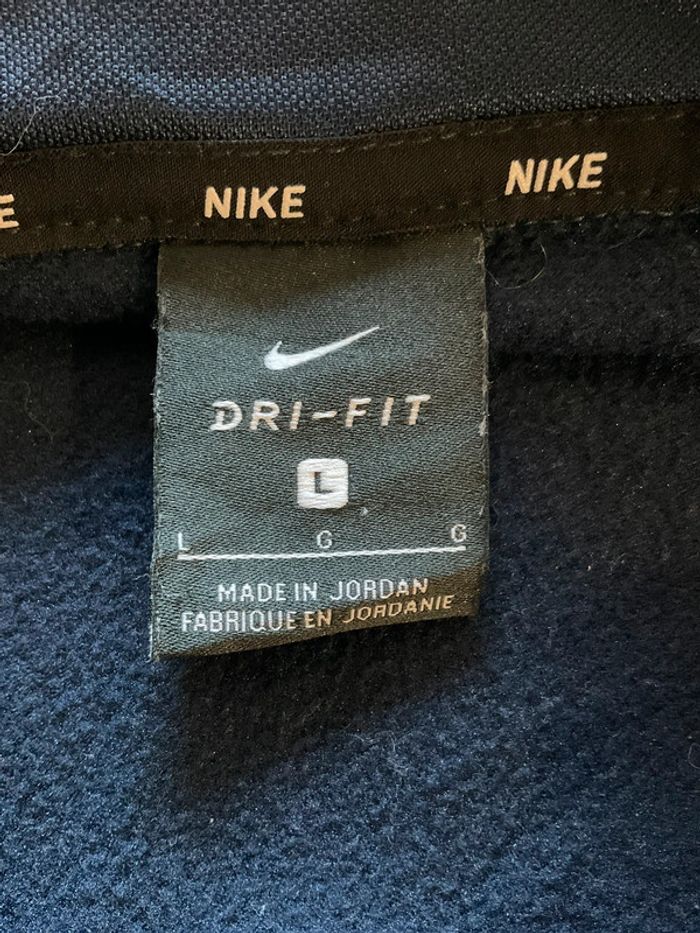 NIKE NIKE
DRI-FIT
L
L G G
MADE IN JORDAN
FABRIQUE EN JORDANIE